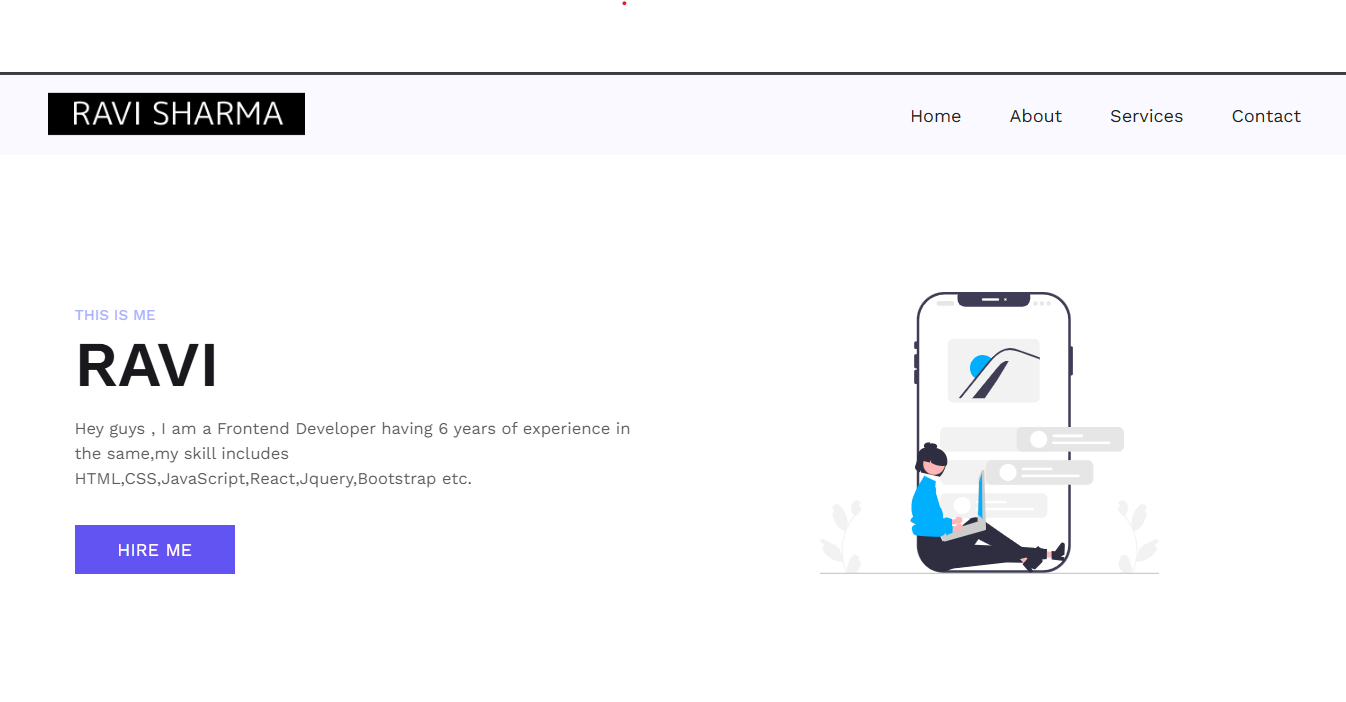 RAVI SHARMA
Home About Services Contact
THIS IS ME
RAVI
Hey guys , I am a Frontend Developer having 6 years of experience in
the same,my skill includes
HTML,CSS,JavaScript,React,Jquery,Bootstrap etc.
HIRE ME